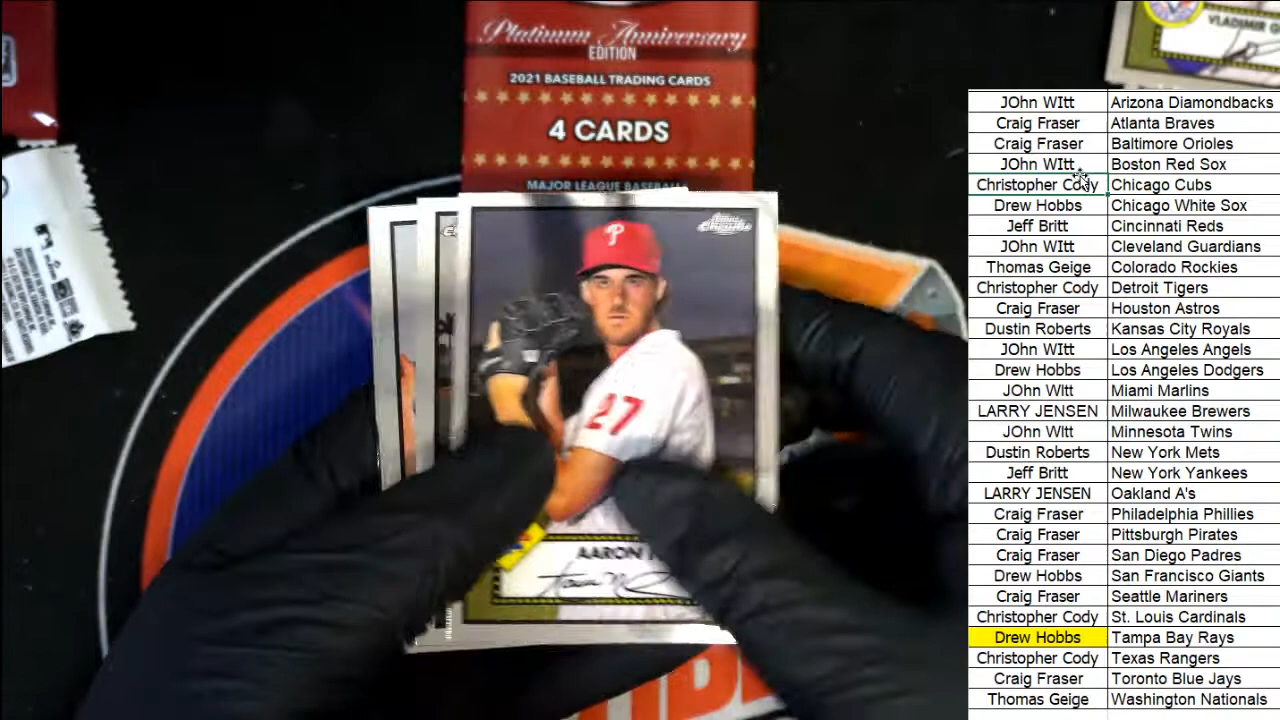 Platinum Anniversary
EDITION
2021 BASEBALL TRADING CARDS
4 CARDS
MAJOR LEAGUE BASEBALL
VLADIMIR G
P
Topps
Chrome
27
AARON
JOhn WItt Arizona Diamondbacks
Craig Fraser Atlanta Braves
Craig Fraser Baltimore Orioles
JOhn WItt Boston Red Sox
Christopher Cody Chicago Cubs
Drew Hobbs Chicago White Sox
Jeff Britt Cincinnati Reds
JOhn WItt Cleveland Guardians
Thomas Geige Colorado Rockies
Christopher Cody Detroit Tigers
Craig Fraser Houston Astros
Dustin Roberts Kansas City Royals
JOhn WItt Los Angeles Angels
Drew Hobbs Los Angeles Dodgers
JOhn WItt Miami Marlins
LARRY JENSEN Milwaukee Brewers
JOhn WItt Minnesota Twins
Dustin Roberts New York Mets
Jeff Britt New York Yankees
LARRY JENSEN Oakland A's
Craig Fraser Philadelphia Phillies
Craig Fraser Pittsburgh Pirates
Craig Fraser San Diego Padres
Drew Hobbs San Francisco Giants
Craig Fraser Seattle Mariners
Christopher Cody St. Louis Cardinals
Drew Hobbs Tampa Bay Rays
Christopher Cody Texas Rangers
Craig Fraser Toronto Blue Jays
Thomas Geige Washington Nationals